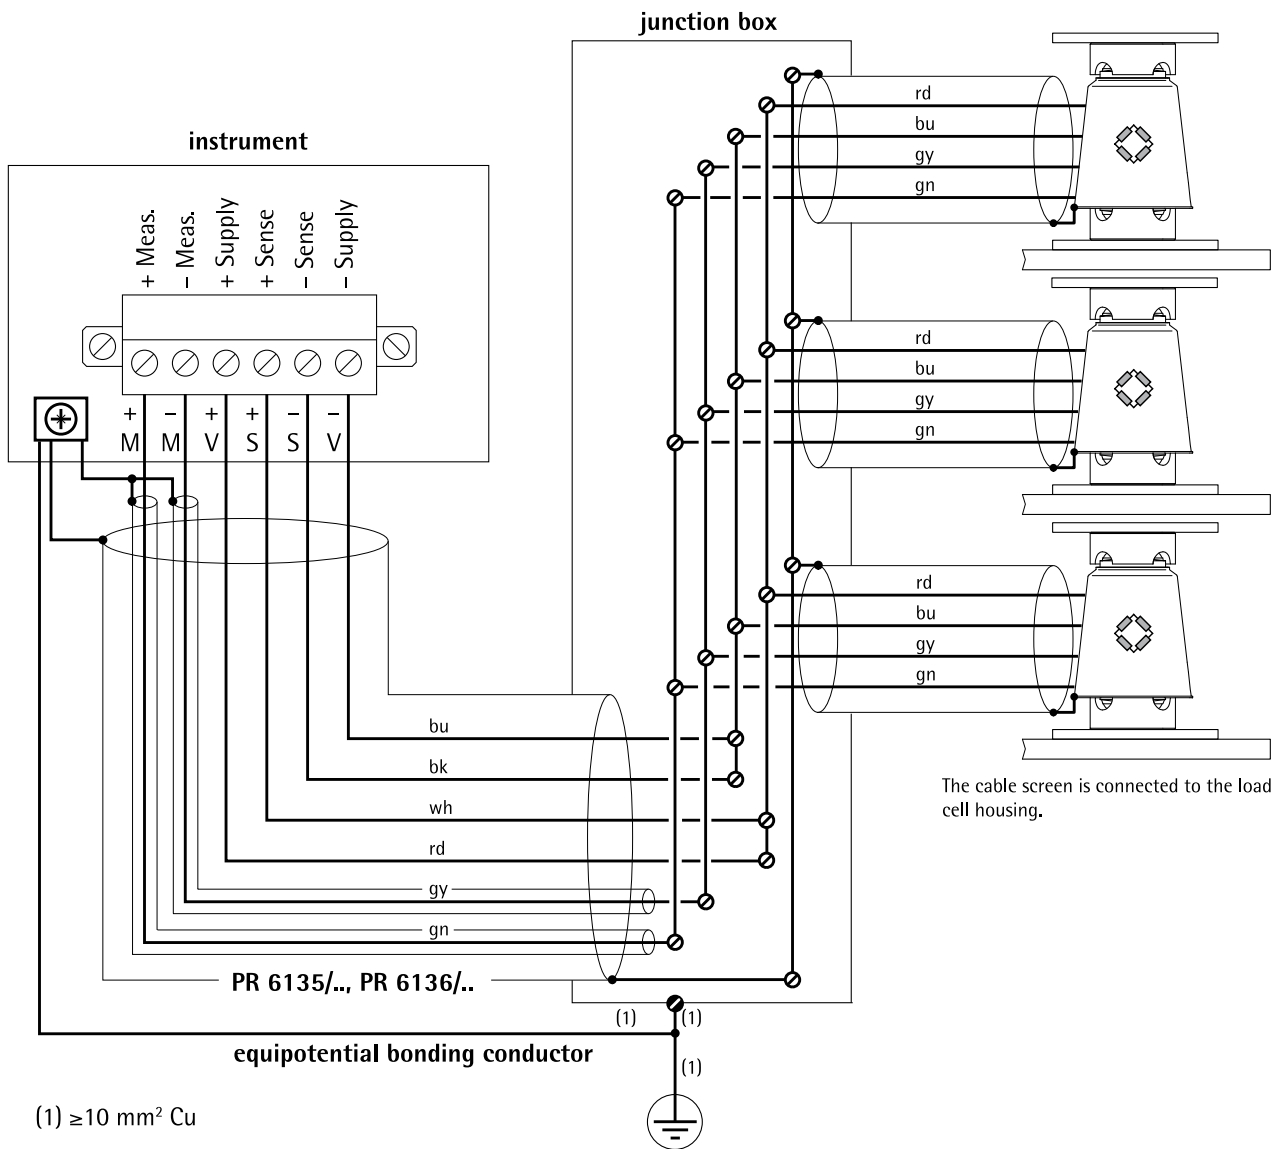 junction box
instrument
+ Meas.
– Meas.
+ Supply
+ Sense
– Sense
– Supply
+ – + + – –
M M V S S V
rd
bu
gy
gn
rd
bu
gy
gn
rd
bu
gy
gn
bu
bk
wh
rd
gy
gn
The cable screen is connected to the load
cell housing.
PR 6135/.., PR 6136/..
(1) (1)
equipotential bonding conductor
(1)
(1) ≥10 mm² Cu